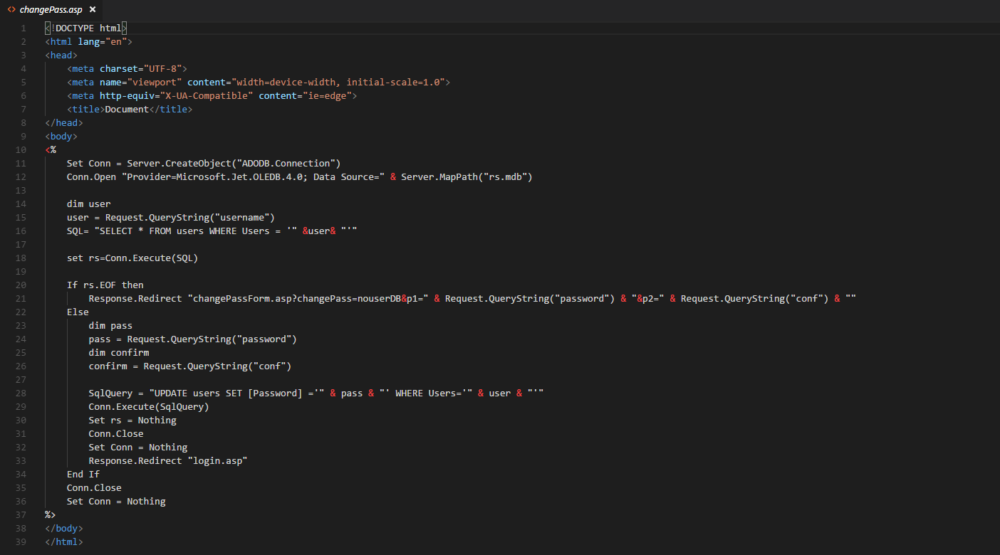 <> changePass.asp ×
1 <!DOCTYPE html>
2 <html lang="en">
3 <head>
4     <meta charset="UTF-8">
5     <meta name="viewport" content="width=device-width, initial-scale=1.0">
6     <meta http-equiv="X-UA-Compatible" content="ie=edge">
7     <title>Document</title>
8 </head>
9 <body>
10 <%
11     Set Conn = Server.CreateObject("ADODB.Connection")
12     Conn.Open "Provider=Microsoft.Jet.OLEDB.4.0; Data Source=" & Server.MapPath("rs.mdb")
13
14     dim user
15     user = Request.QueryString("username")
16     SQL= "SELECT * FROM users WHERE Users = '" &user& "'"
17
18     set rs=Conn.Execute(SQL)
19
20     If rs.EOF then
21         Response.Redirect "changePassForm.asp?changePass=nouserDB&p1=" & Request.QueryString("password") & "&p2=" & Request.QueryString("conf") & ""
22     Else
23         dim pass
24         pass = Request.QueryString("password")
25         dim confirm
26         confirm = Request.QueryString("conf")
27
28         SqlQuery = "UPDATE users SET [Password] ='" & pass & "' WHERE Users='" & user & "'"
29         Conn.Execute(SqlQuery)
30         Set rs = Nothing
31         Conn.Close
32         Set Conn = Nothing
33         Response.Redirect "login.asp"
34     End If
35     Conn.Close
36     Set Conn = Nothing
37 %>
38 </body>
39 </html>